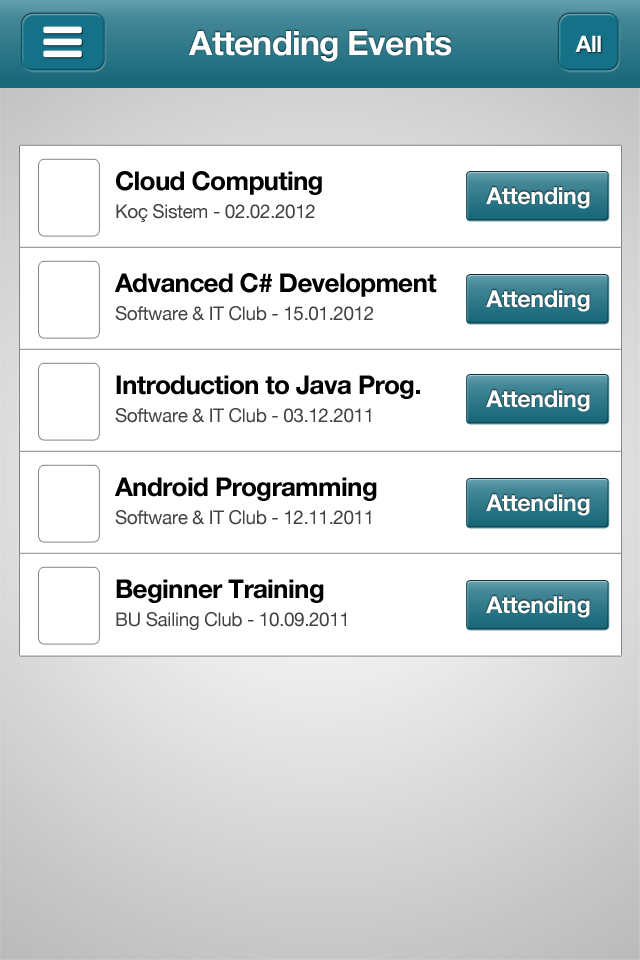 Attending Events
All
Cloud Computing
Koç Sistem - 02.02.2012
Attending
Advanced C# Development
Software & IT Club - 15.01.2012
Attending
Introduction to Java Prog.
Software & IT Club - 03.12.2011
Attending
Android Programming
Software & IT Club - 12.11.2011
Attending
Beginner Training
BU Sailing Club - 10.09.2011
Attending